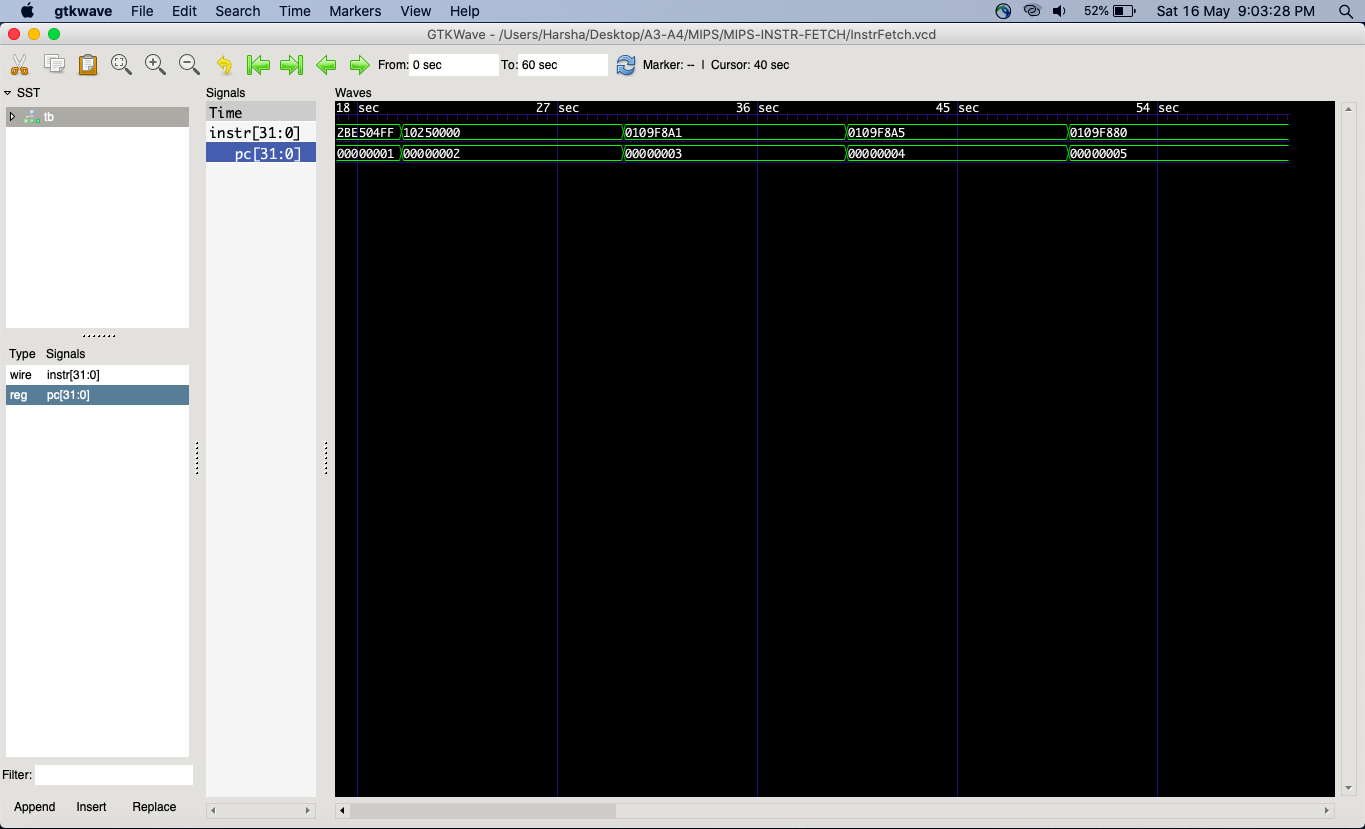 gtkwave File Edit Search Time Markers View Help 52% Sat 16 May 9:03:28 PM
GTKWave - /Users/Harsha/Desktop/A3-A4/MIPS/MIPS-INSTR-FETCH/InstrFetch.vcd
From: 0 sec To: 60 sec Marker: -- | Cursor: 40 sec
SST
tb
Type Signals
wire instr[31:0]
reg pc[31:0]
Filter:
Append Insert Replace
Signals
Time
instr[31:0]
pc[31:0]
Waves
18 sec 27 sec 36 sec 45 sec 54 sec
2BE504FF 10250000 0109F8A1 0109F8A5 0109F880
00000001 00000002 00000003 00000004 00000005